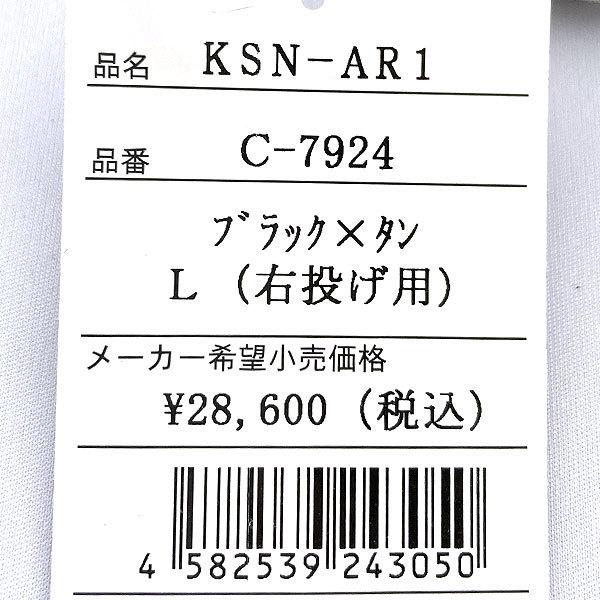 品名 KSN-AR1
品番 C-7924
ﾌﾞﾗｯｸ×ﾀﾝ
L (右投げ用)
メーカー希望小売価格
¥28,600 (税込)
4 582539 243050